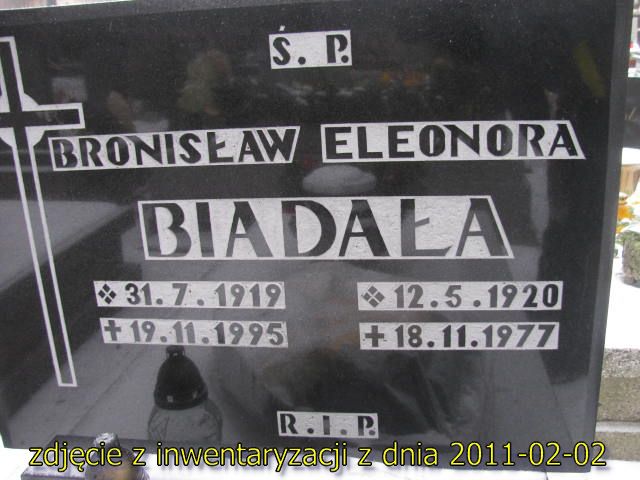 Ś. P.
BRONISŁAW ELEONORA
BIADAŁA
31.7.1919 12.5.1920
19.11.1995 18.11.1977
R.I.P.
zdjęcie z inwentaryzacji z dnia 2011-02-02